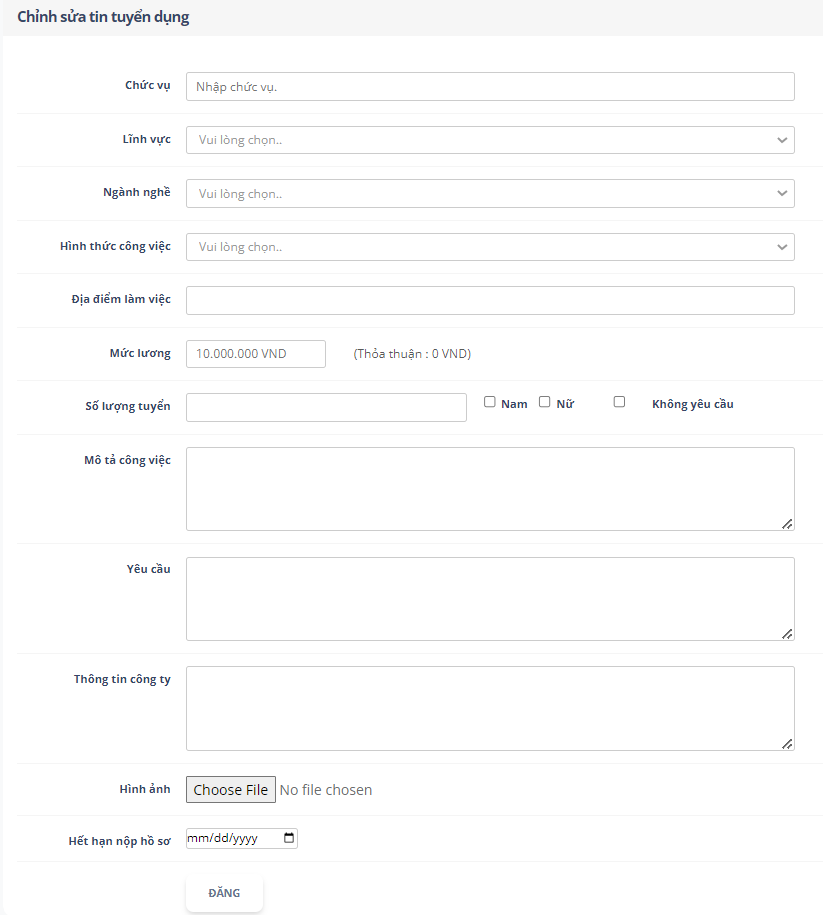 Chỉnh sửa tin tuyển dụng
Chức vụ Nhập chức vụ.
Lĩnh vực Vui lòng chọn..
Ngành nghề Vui lòng chọn..
Hình thức công việc Vui lòng chọn..
Địa điểm làm việc
Mức lương 10.000.000 VND (Thỏa thuận : 0 VND)
Số lượng tuyển Nam Nữ Không yêu cầu
Mô tả công việc
Yêu cầu
Thông tin công ty
Hình ảnh Choose File No file chosen
Hết hạn nộp hồ sơ mm/dd/yyyy
ĐĂNG